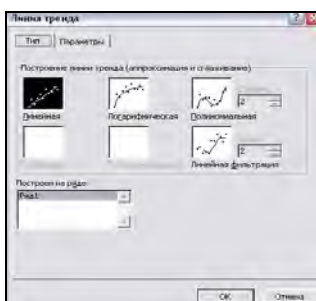 Линия тренда
Тип Параметры
Построение линии тренда (аппроксимация и сглаживание)
Линейная Логарифмическая Полиномиальная
2
2
Линейная фильтрация
Построен на ряде:
Ряд1
ОК Отмена